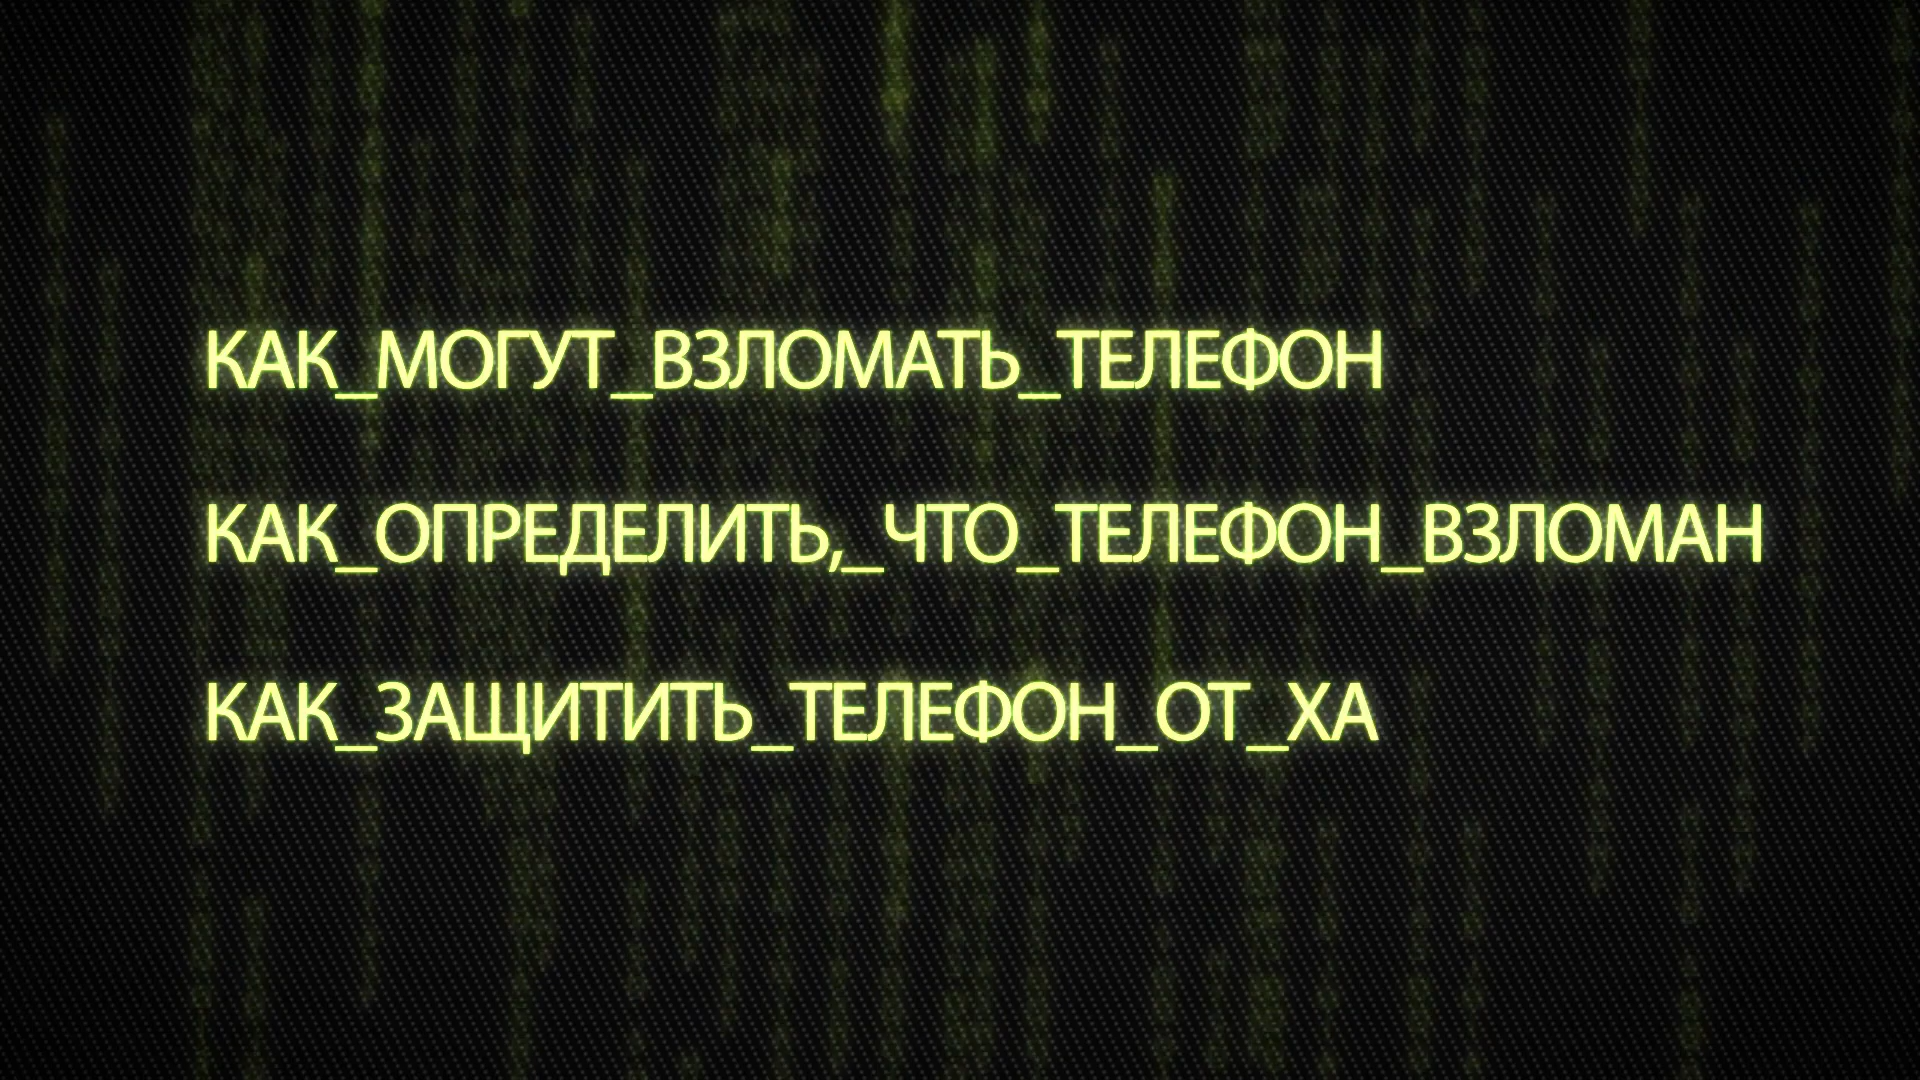 КАК_МОГУТ_ВЗЛОМАТЬ_ТЕЛЕФОН
КАК_ОПРЕДЕЛИТЬ,_ЧТО_ТЕЛЕФОН_ВЗЛОМАН
КАК_ЗАЩИТИТЬ_ТЕЛЕФОН_ОТ_ХА